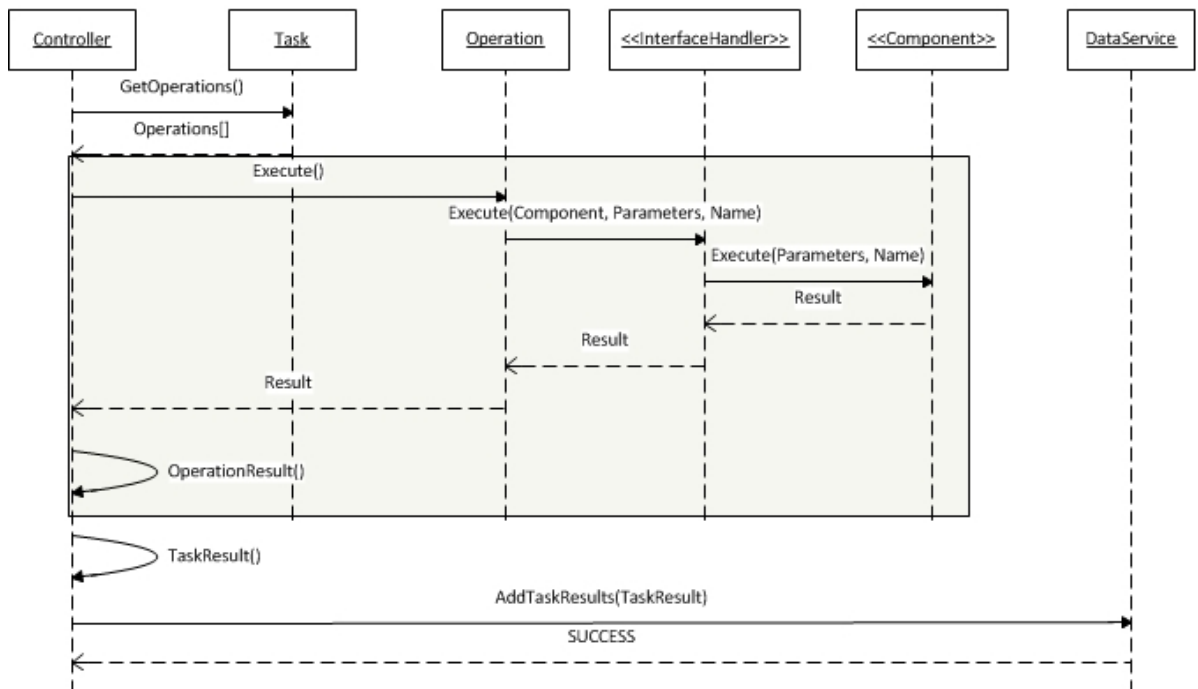 Controller
Task
Operation
<<InterfaceHandler>>
<<Component>>
DataService
GetOperations()
Operations[]
Execute()
Execute(Component, Parameters, Name)
Execute(Parameters, Name)
Result
Result
Result
OperationResult()
TaskResult()
AddTaskResults(TaskResult)
SUCCESS